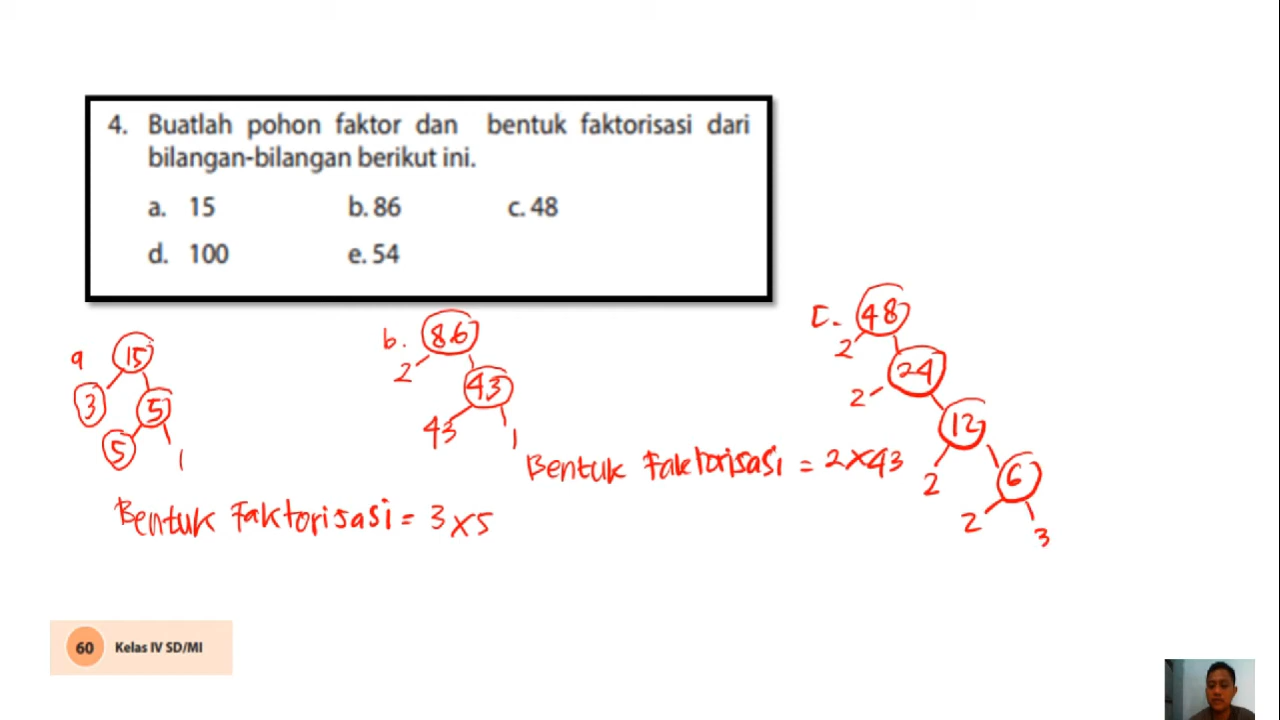 4. Buatlah pohon faktor dan bentuk faktorisasi dari
bilangan-bilangan berikut ini.
a. 15 b. 86 c. 48
d. 100 e. 54
a 15
3 5
5 1
Bentuk Faktorisasi = 3 x 5
b. 86
2 43
43 1
Bentuk Faktorisasi = 2 x 43
C. 48
2 24
2 12
2 6
2 3
60 Kelas IV SD/MI